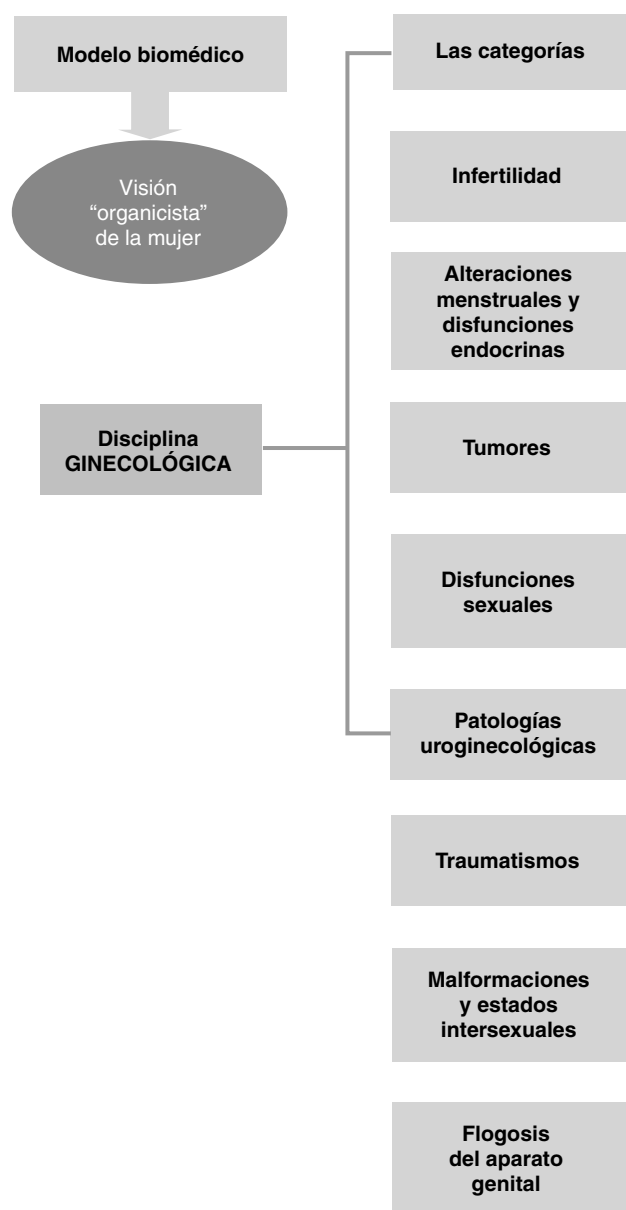 Modelo biomédico
Visión
“organicista”
de la mujer
Disciplina
GINECOLÓGICA
Las categorías
Infertilidad
Alteraciones
menstruales y
disfunciones
endocrinas
Tumores
Disfunciones
sexuales
Patologías
uroginecológicas
Traumatismos
Malformaciones
y estados
intersexuales
Flogosis
del aparato
genital